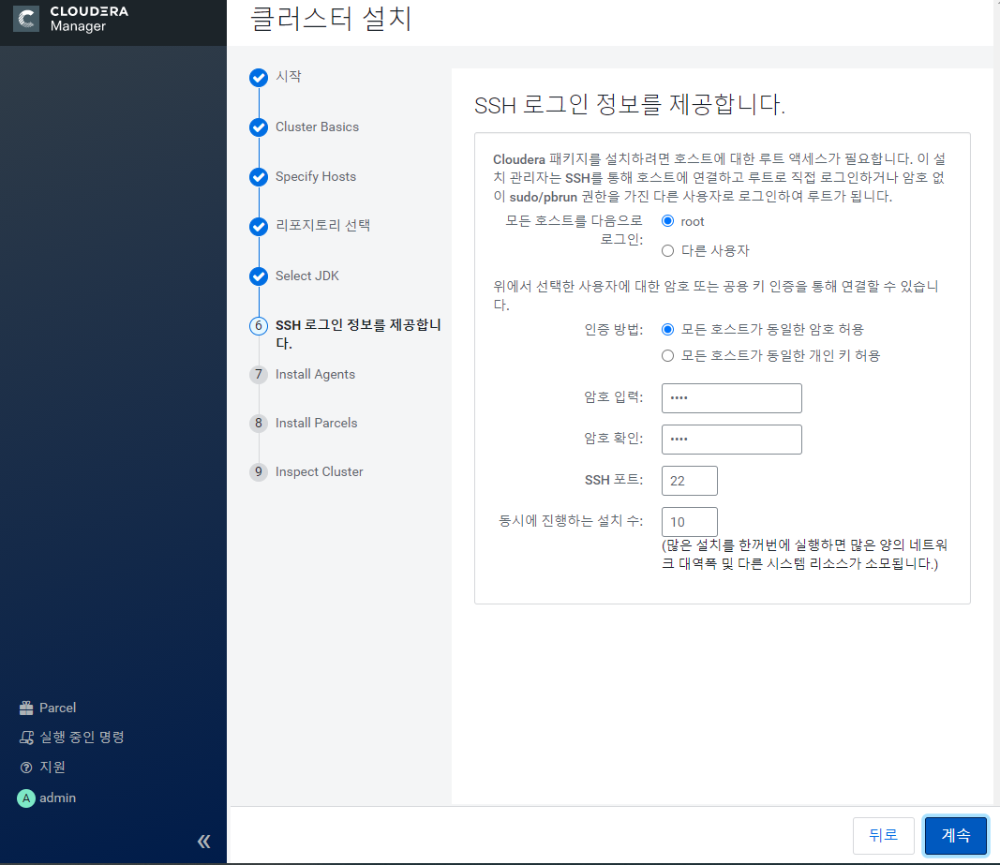 CLOUDERA
Manager
클러스터 설치
시작
Cluster Basics
Specify Hosts
리포지토리 선택
Select JDK
6 SSH 로그인 정보를 제공합니
다.
7 Install Agents
8 Install Parcels
9 Inspect Cluster
Parcel
실행 중인 명령
지원
A admin
SSH 로그인 정보를 제공합니다.
Cloudera 패키지를 설치하려면 호스트에 대한 루트 액세스가 필요합니다. 이 설
치 관리자는 SSH를 통해 호스트에 연결하고 루트로 직접 로그인하거나 암호 없
이 sudo/pbrun 권한을 가진 다른 사용자로 로그인하여 루트가 됩니다.
모든 호스트를 다음으로
로그인:
root
다른 사용자
위에서 선택한 사용자에 대한 암호 또는 공용 키 인증을 통해 연결할 수 있습니
다.
인증 방법:
모든 호스트가 동일한 암호 허용
모든 호스트가 동일한 개인 키 허용
암호 입력: ••••
암호 확인: ••••
SSH 포트: 22
동시에 진행하는 설치 수: 10
(많은 설치를 한꺼번에 실행하면 많은 양의 네트워
크 대역폭 및 다른 시스템 리소스가 소모됩니다.)
뒤로
계속